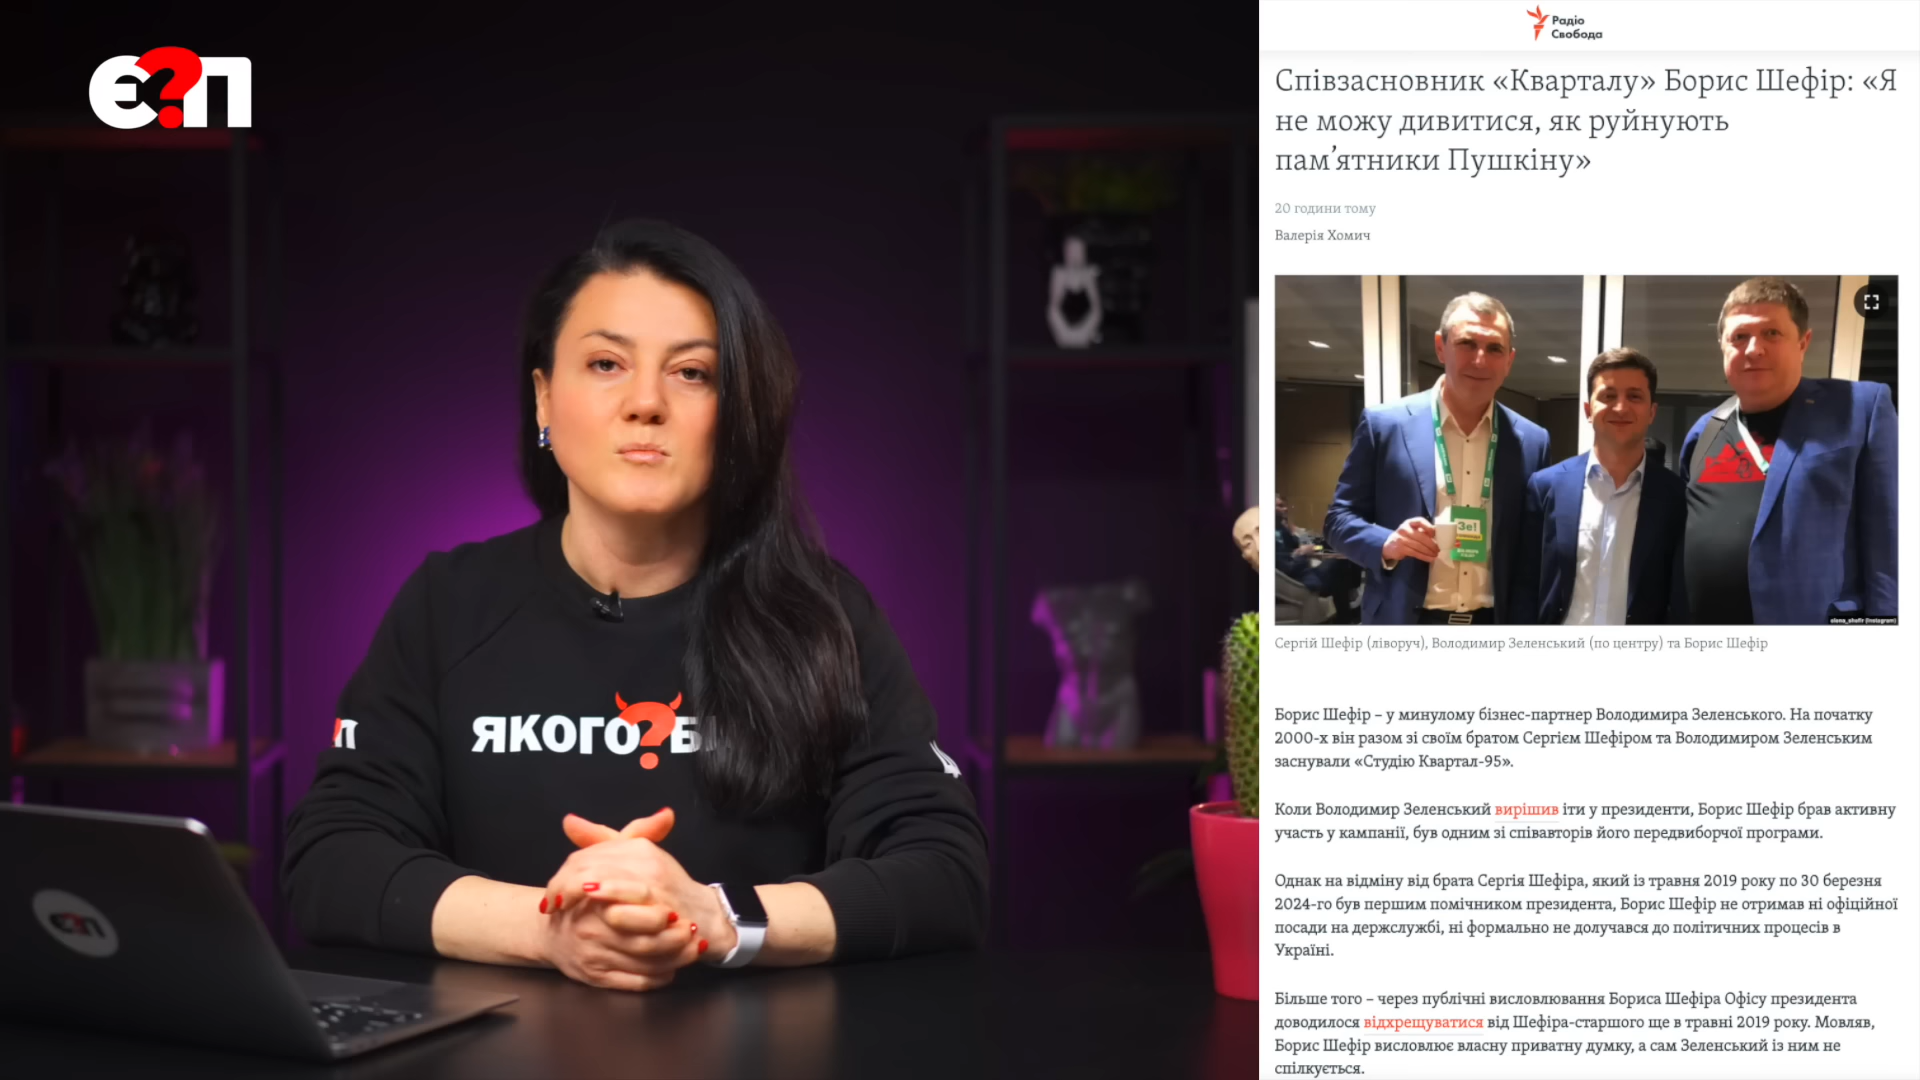 Є?П
ЯКОГО?Б
П
Є?П
Радіо
Свобода
Співзасновник «Кварталу» Борис Шефір: «Я
не можу дивитися, як руйнують
пам’ятники Пушкіну»
20 години тому
Валерія Хомич
Зе!
olena_shefir (Instagram)
Сергій Шефір (ліворуч), Володимир Зеленський (по центру) та Борис Шефір
Борис Шефір – у минулому бізнес-партнер Володимира Зеленського. На початку
2000-х він разом зі своїм братом Сергієм Шефіром та Володимиром Зеленським
заснували «Студію Квартал-95».
Коли Володимир Зеленський вирішив іти у президенти, Борис Шефір брав активну
участь у кампанії, був одним зі співавторів його передвиборчої програми.
Однак на відміну від брата Сергія Шефіра, який із травня 2019 року по 30 березня
2024-го був першим помічником президента, Борис Шефір не отримав ні офіційної
посади на держслужбі, ні формально не долучався до політичних процесів в
Україні.
Більше того – через публічні висловлювання Бориса Шефіра Офісу президента
доводилося відхрещуватися від Шефіра-старшого ще в травні 2019 року. Мовляв,
Борис Шефір висловлює власну приватну думку, а сам Зеленський із ним не
спілкується.